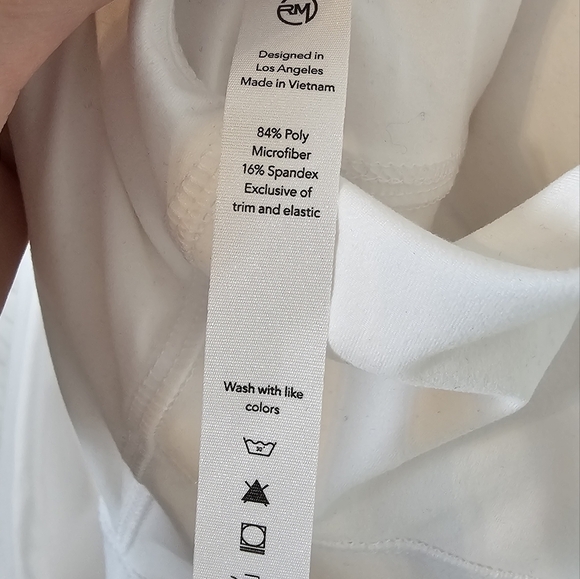 RM
Designed in
Los Angeles
Made in Vietnam
84% Poly
Microfiber
16% Spandex
Exclusive of
trim and elastic
Wash with like
colors
30°